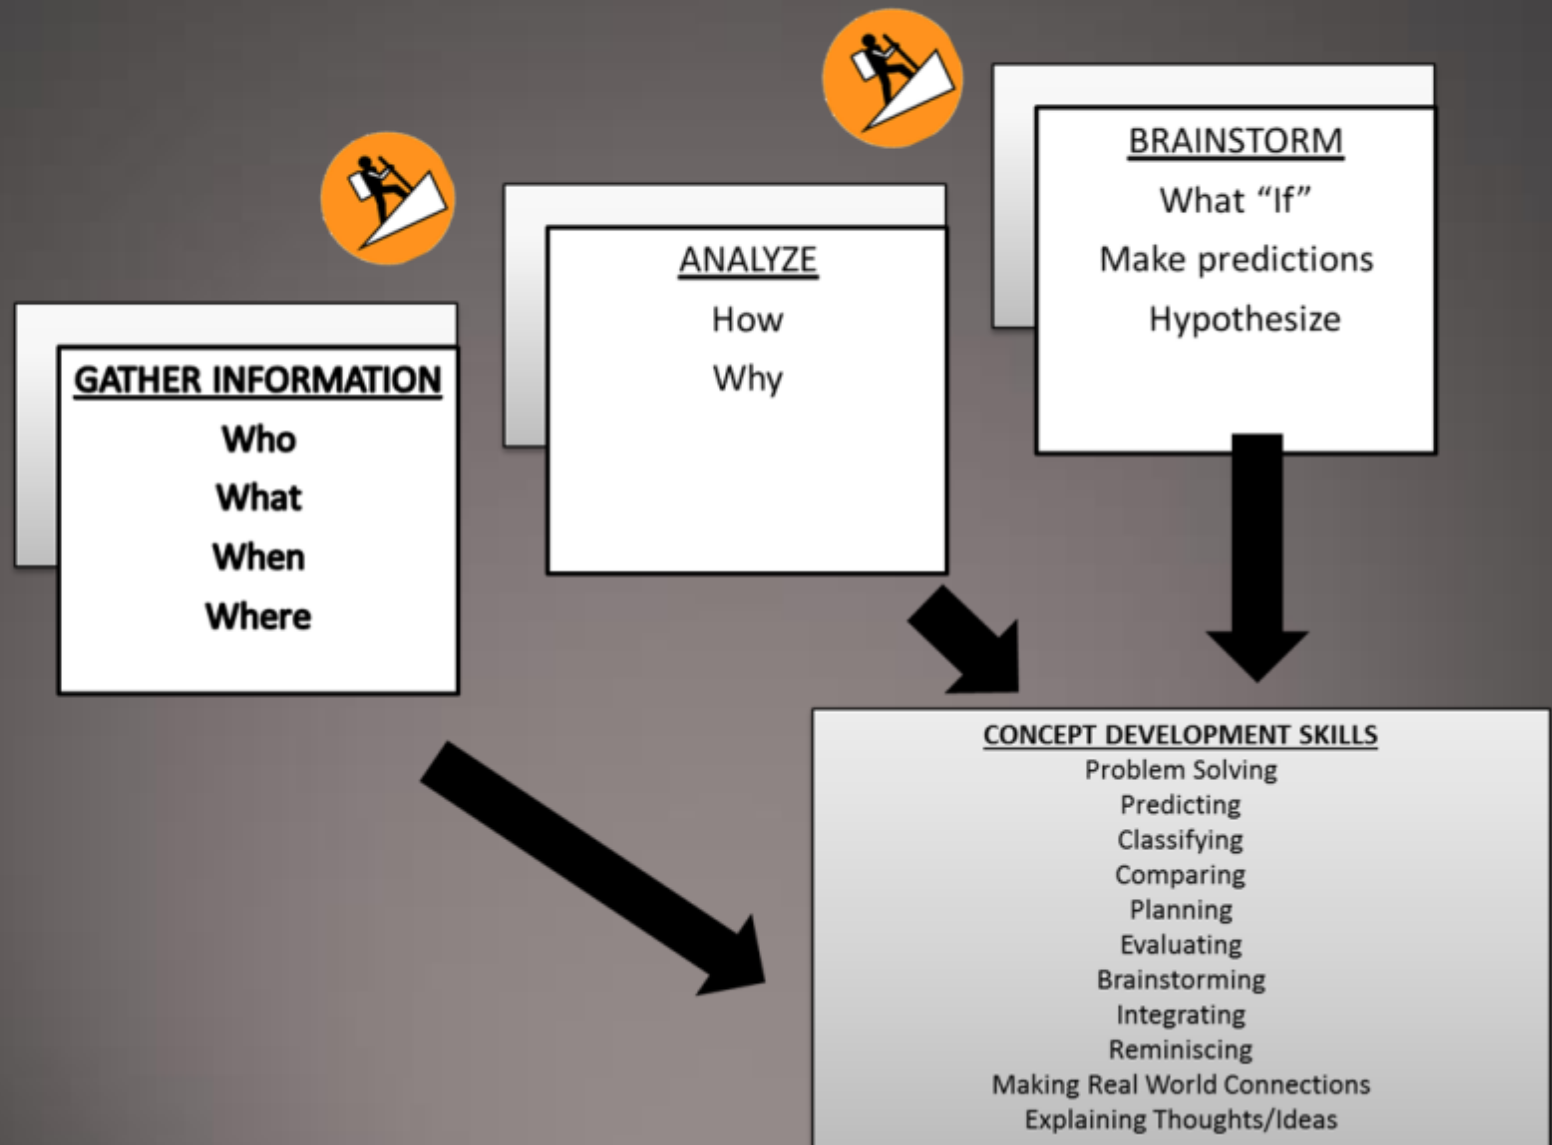 GATHER INFORMATION
Who
What
When
Where
ANALYZE
How
Why
BRAINSTORM
What “If”
Make predictions
Hypothesize
CONCEPT DEVELOPMENT SKILLS
Problem Solving
Predicting
Classifying
Comparing
Planning
Evaluating
Brainstorming
Integrating
Reminiscing
Making Real World Connections
Explaining Thoughts/Ideas